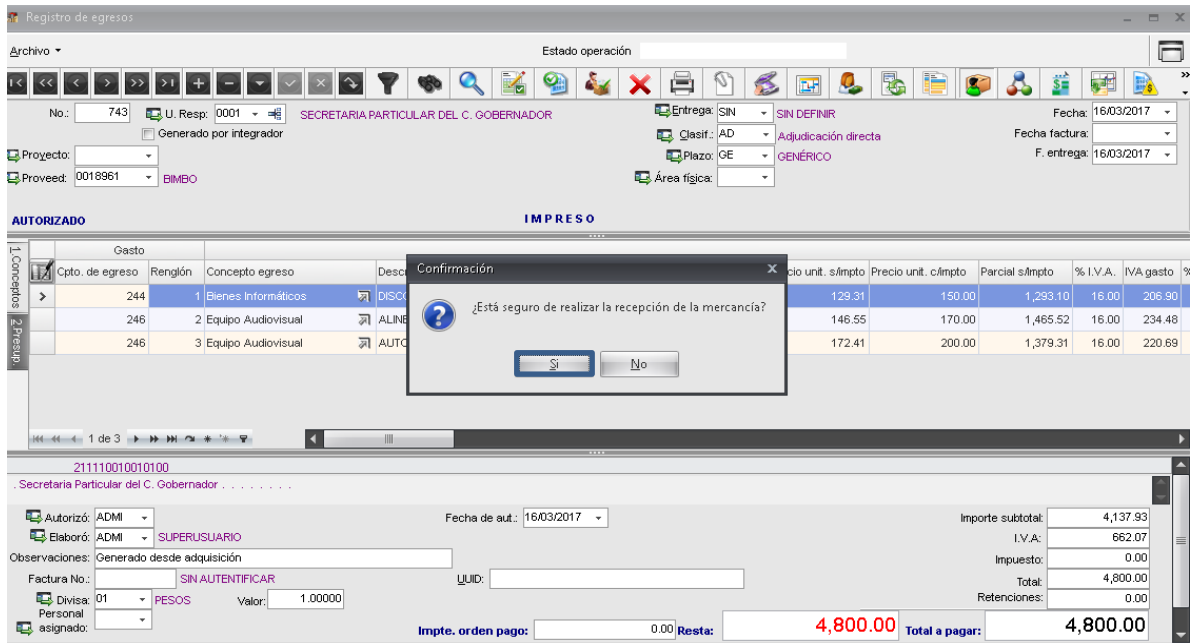 Registro de egresos
Archivo
Estado operación
No.: 743 U. Resp: 0001 SECRETARIA PARTICULAR DEL C. GOBERNADOR Entrega: SIN SIN DEFINIR Fecha: 16/03/2017
Generado por integrador Clasif.: AD Adjudicación directa Fecha factura:
Proyecto: Plazo: GE GENÉRICO F. entrega: 16/03/2017
Proveed: 0018961 BIMBO Área física:
AUTORIZADO IMPRESO
1.Conceptos
2.Presup.
Gasto
Cpto. de egreso Renglón Concepto egreso Descr cio unit. s/impto Precio unit. c/impto Parcial s/impto % I.V.A. IVA gasto %
244 1 Bienes Informáticos DISCO 129.31 150.00 1,293.10 16.00 206.90
246 2 Equipo Audiovisual ALINE 146.55 170.00 1,465.52 16.00 234.48
246 3 Equipo Audiovisual AUTO 172.41 200.00 1,379.31 16.00 220.69
Confirmación
¿Está seguro de realizar la recepción de la mercancía?
Si No
1 de 3
211110010010100
. Secretaria Particular del C. Gobernador . . . . . . . .
Autorizó: ADMI Fecha de aut.: 16/03/2017 Importe subtotal: 4,137.93
Elaboró: ADMI SUPERUSUARIO I.V.A: 662.07
Observaciones: Generado desde adquisición Impuesto: 0.00
Factura No.: SIN AUTENTIFICAR UUID: Total: 4,800.00
Divisa: 01 PESOS Valor: 1.00000 Retenciones: 0.00
Personal asignado:
Impte. orden pago: 0.00 Resta: 4,800.00 Total a pagar: 4,800.00